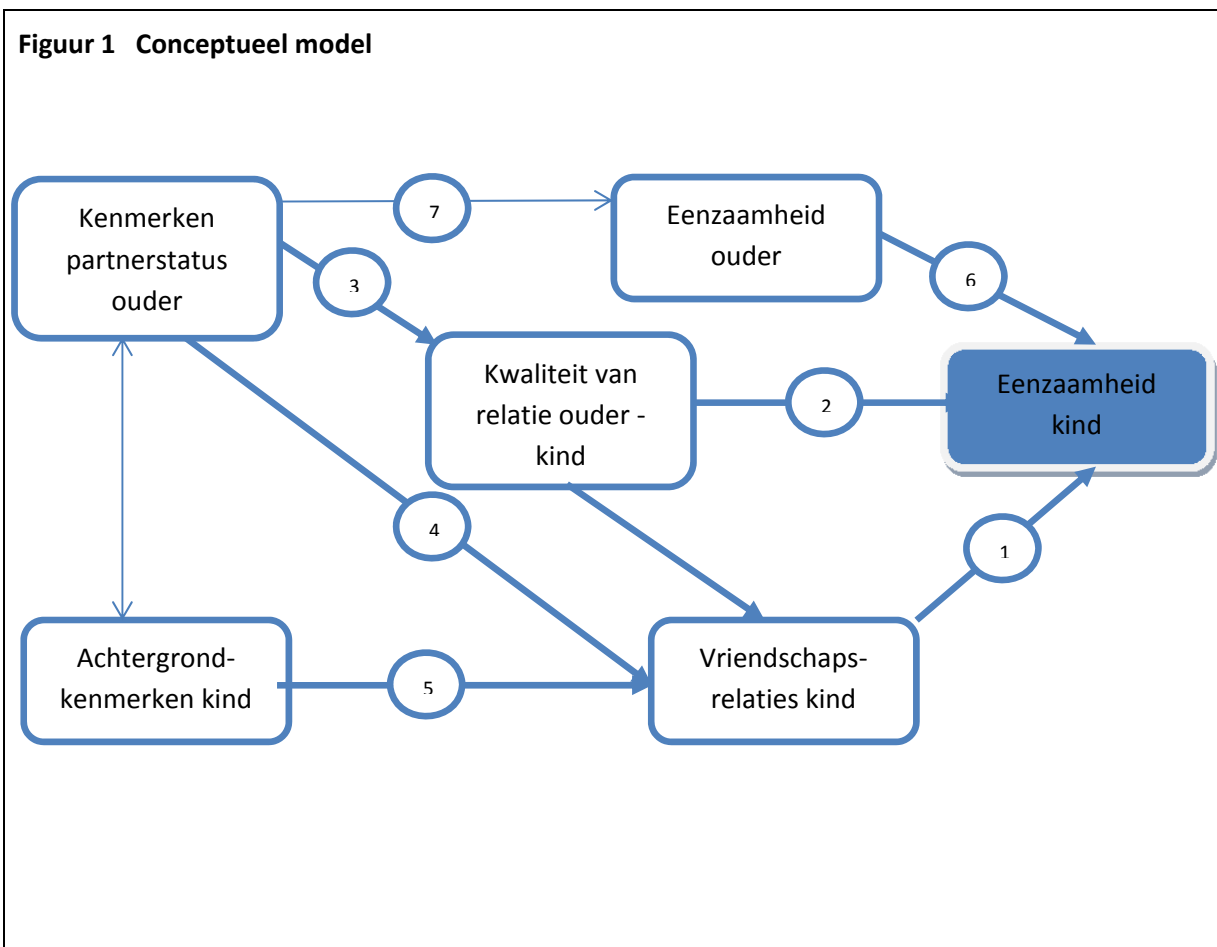 Figuur 1 Conceptueel model
Kenmerken
partnerstatus
ouder
7
Eenzaamheid
ouder
3
6
Kwaliteit van
relatie ouder -
kind
2
Eenzaamheid
kind
4
1
Achtergrond-
kenmerken kind
5
Vriendschaps-
relaties kind